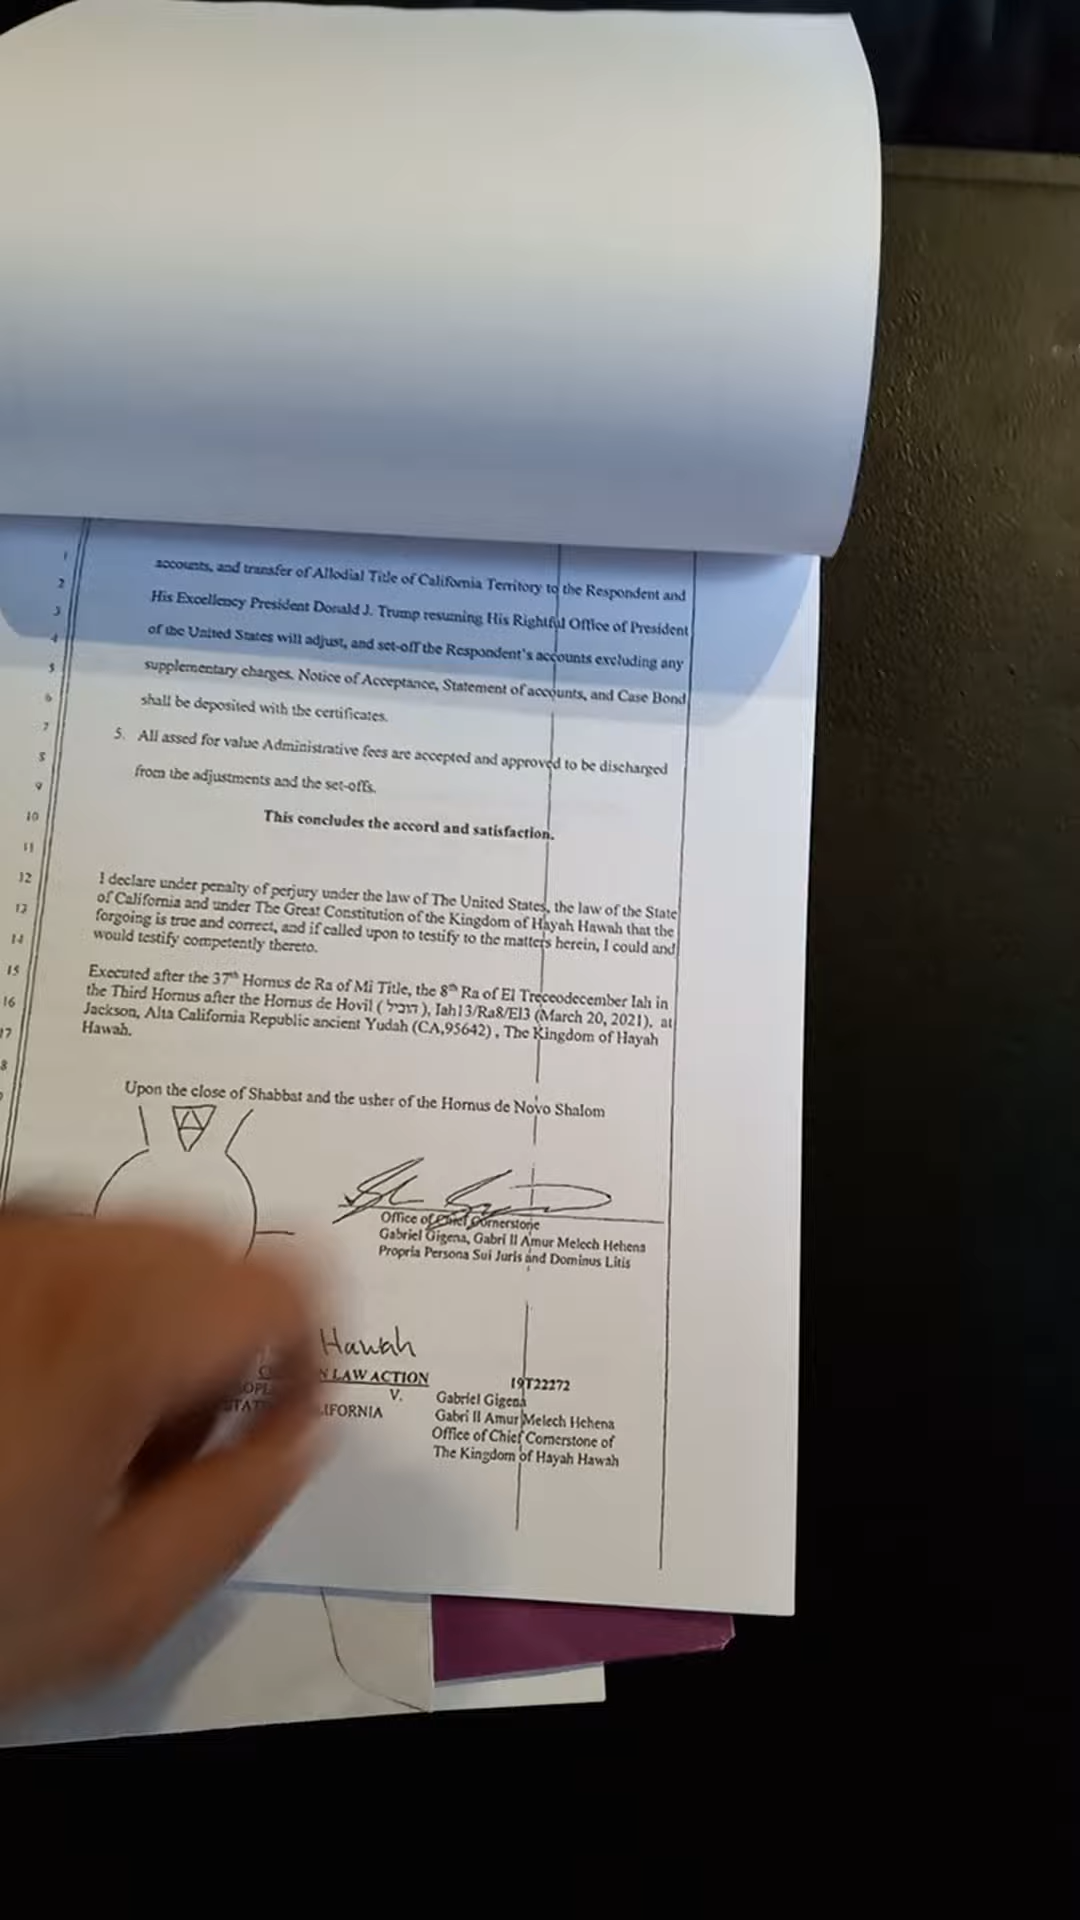 1
accounts, and transfer of Allodial Title of California Territory to the Respondent and
2
His Excellency President Donald J. Trump resuming His Rightful Office of President
3
of the United States will adjust, and set-off the Respondent's accounts excluding any
4
supplementary charges. Notice of Acceptance, Statement of accounts, and Case Bond
5
shall be deposited with the certificates.
6
7
5. All assed for value Administrative fees are accepted and approved to be discharged
8
from the adjustments and the set-offs.
9
This concludes the accord and satisfaction.
10
11
12
I declare under penalty of perjury under the law of The United States, the law of the State
of California and under The Great Constitution of the Kingdom of Hayah Hawah that the
13
forgoing is true and correct, and if called upon to testify to the matters herein, I could and
14
would testify competently thereto.
15
Executed after the 37th Hornus de Ra of Mi Title, the 8th Ra of El Treceodecember Iah in
16
the Third Hornus after the Hornus de Hovil ( הוביל ), Iah13/Ra8/El3 (March 20, 2021), at
17
Jackson, Alta California Republic ancient Yudah (CA,95642) , The Kingdom of Hayah
Hawah.
8
Upon the close of Shabbat and the usher of the Hornus de Novo Shalom
Office of Chief Cornerstone
Gabriel Gigena, Gabri II Amur Melech Hehena
Propria Persona Sui Juris and Dominus Litis
Hawah
N LAW ACTION
19T22272
V.
Gabriel Gigena
LIFORNIA
Gabri II Amur Melech Hehena
Office of Chief Cornerstone of
The Kingdom of Hayah Hawah